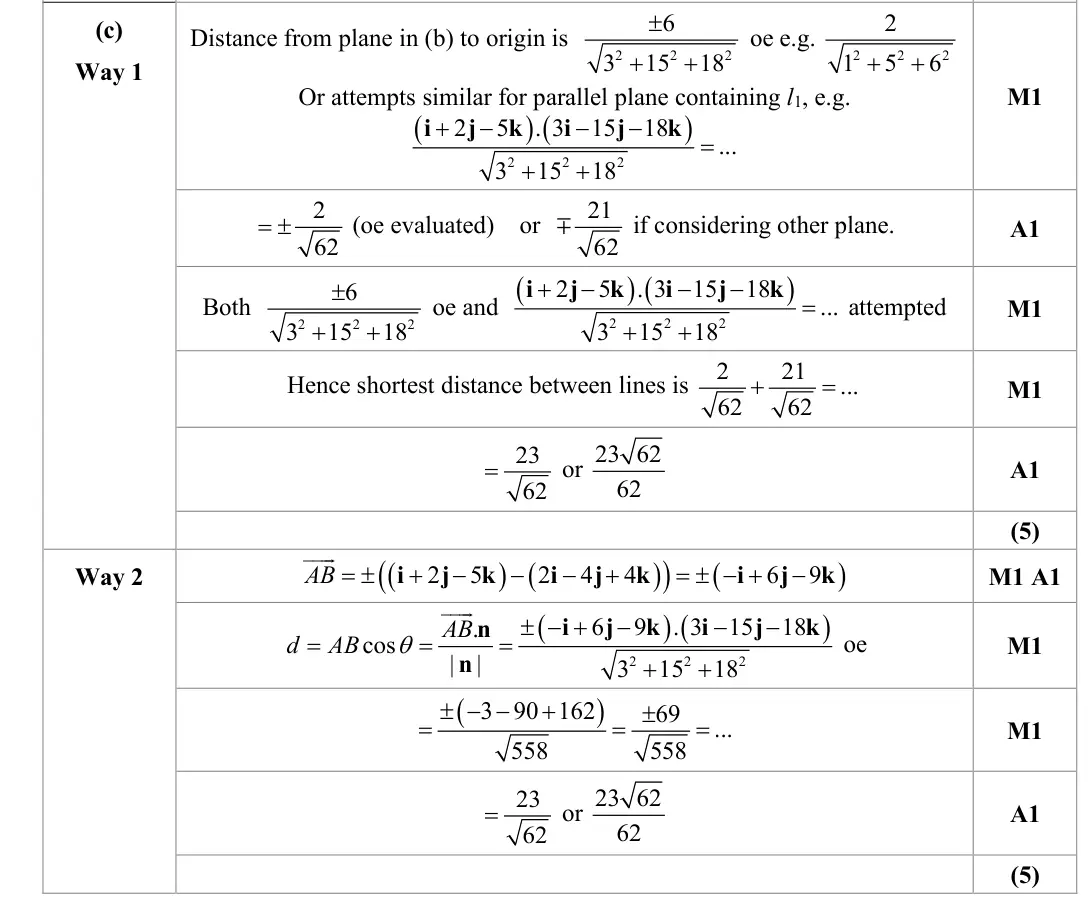 (c)
Way 1
Distance from plane in (b) to origin is ±6/√(3² +15² +18²) oe e.g. 2/√(1² + 5² + 6²)
Or attempts similar for parallel plane containing l₁, e.g.
(i + 2j − 5k).(3i −15j −18k)/√(3² +15² +18²) = ...
M1
= ± 2/√62 (oe evaluated) or ∓ 21/√62 if considering other plane.
A1
Both ±6/√(3² +15² +18²) oe and (i + 2j − 5k).(3i −15j −18k)/√(3² +15² +18²) = ... attempted
M1
Hence shortest distance between lines is 2/√62 + 21/√62 = ...
M1
= 23/√62 or 23√62/62
A1
(5)
Way 2
AB⃗ = ±((i + 2j − 5k) − (2i − 4j + 4k)) = ±(−i + 6j − 9k)
M1 A1
d = AB cos θ = AB⃗.n/|n| = ±(−i + 6j − 9k).(3i −15j −18k)/√(3² +15² +18²) oe
M1
= ±(−3 − 90 + 162)/√558 = ±69/√558 = ...
M1
= 23/√62 or 23√62/62
A1
(5)